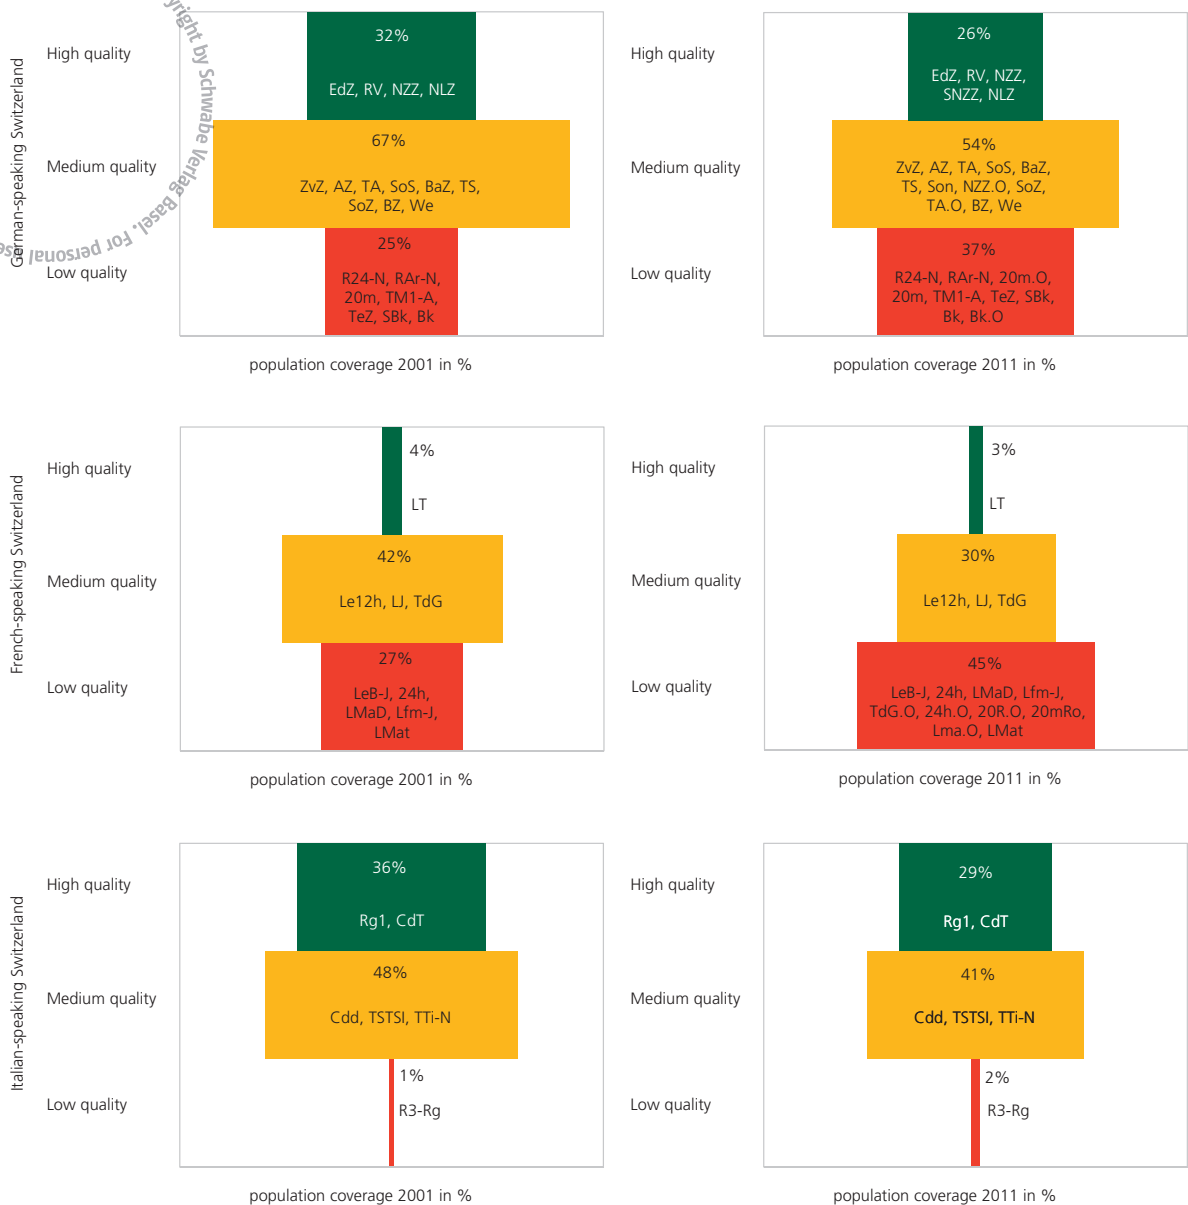 yright by Schwabe Verlag Basel. For personal use
German-speaking Switzerland
High quality
32%
EdZ, RV, NZZ, NLZ
Medium quality
67%
ZvZ, AZ, TA, SoS, BaZ, TS,
SoZ, BZ, We
Low quality
25%
R24-N, RAr-N,
20m, TM1-A,
TeZ, SBk, Bk
population coverage 2001 in %
High quality
26%
EdZ, RV, NZZ,
SNZZ, NLZ
Medium quality
54%
ZvZ, AZ, TA, SoS, BaZ,
TS, Son, NZZ.O, SoZ,
TA.O, BZ, We
Low quality
37%
R24-N, RAr-N, 20m.O,
20m, TM1-A, TeZ, SBk,
Bk, Bk.O
population coverage 2011 in %
French-speaking Switzerland
High quality
4%
LT
Medium quality
42%
Le12h, LJ, TdG
Low quality
27%
LeB-J, 24h,
LMaD, Lfm-J,
LMat
population coverage 2001 in %
High quality
3%
LT
Medium quality
30%
Le12h, LJ, TdG
Low quality
45%
LeB-J, 24h, LMaD, Lfm-J,
TdG.O, 24h.O, 20R.O, 20mRo,
Lma.O, LMat
population coverage 2011 in %
Italian-speaking Switzerland
High quality
36%
Rg1, CdT
Medium quality
48%
Cdd, TSTSI, TTi-N
Low quality
1%
R3-Rg
population coverage 2001 in %
High quality
29%
Rg1, CdT
Medium quality
41%
Cdd, TSTSI, TTi-N
Low quality
2%
R3-Rg
population coverage 2011 in %